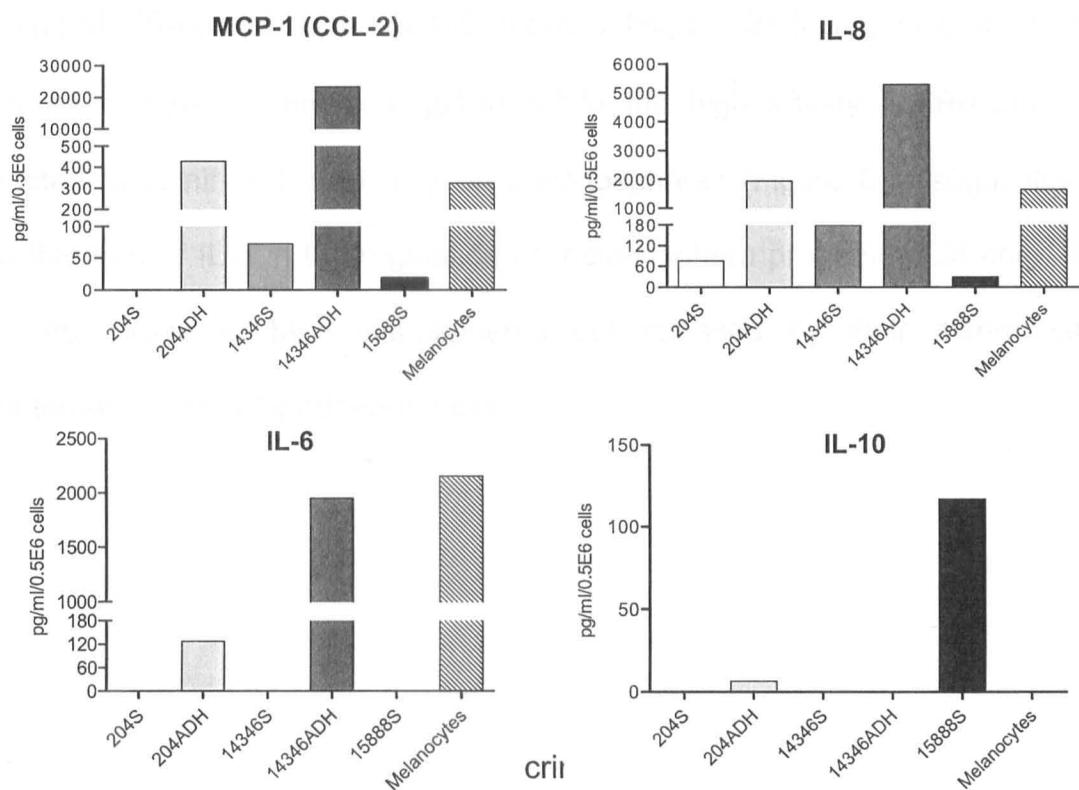 MCP-1 (CCL-2)
pg/ml/0.5E6 cells
30000
20000
10000
500
400
300
200
100
50
0
204S
204ADH
14346S
14346ADH
15888S
Melanocytes
IL-8
pg/ml/0.5E6 cells
6000
5000
4000
3000
2000
1000
180
120
60
0
204S
204ADH
14346S
14346ADH
15888S
Melanocytes
IL-6
pg/ml/0.5E6 cells
2500
2000
1500
1000
180
120
60
0
204S
204ADH
14346S
14346ADH
15888S
Melanocytes
IL-10
pg/ml/0.5E6 cells
150
100
50
0
204S
204ADH
14346S
14346ADH
15888S
Melanocytes